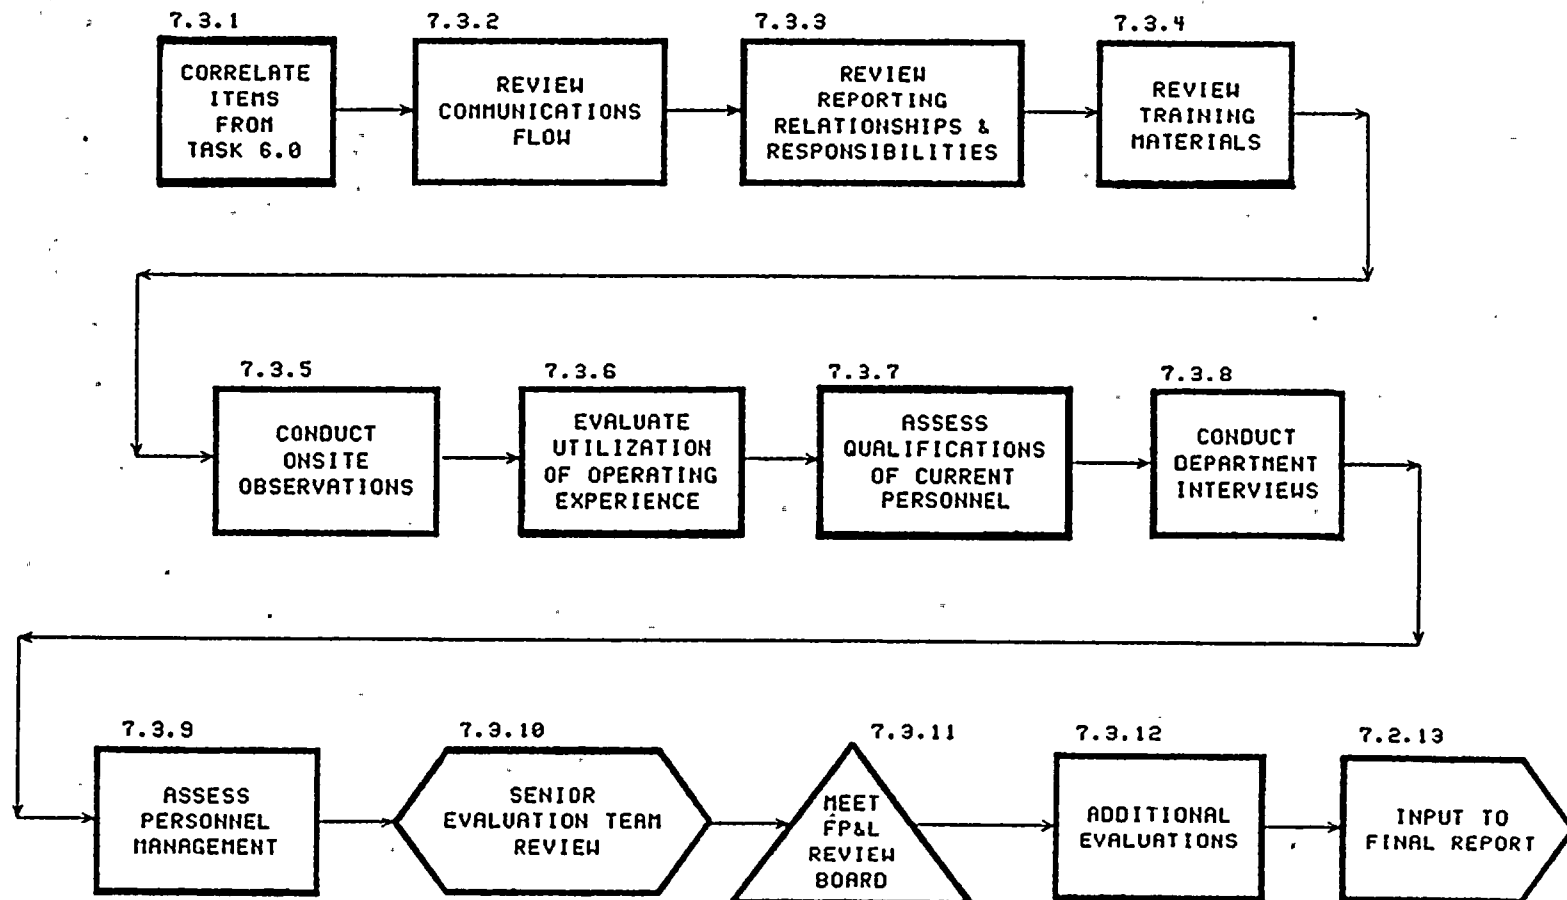 7.3.1
CORRELATE
ITEMS
FROM
TASK 6.0
7.3.2
REVIEW
COMMUNICATIONS
FLOW
7.3.3
REVIEW
REPORTING
RELATIONSHIPS &
RESPONSIBILITIES
7.3.4
REVIEW
TRAINING
MATERIALS
7.3.5
CONDUCT
ONSITE
OBSERVATIONS
7.3.6
EVALUATE
UTILIZATION
OF OPERATING
EXPERIENCE
7.3.7
ASSESS
QUALIFICATIONS
OF CURRENT
PERSONNEL
7.3.8
CONDUCT
DEPARTMENT
INTERVIEWS
7.3.9
ASSESS
PERSONNEL
MANAGEMENT
7.3.10
SENIOR
EVALUATION TEAM
REVIEW
7.3.11
MEET
FP&L
REVIEW
BOARD
7.3.12
ADDITIONAL
EVALUATIONS
7.2.13
INPUT TO
FINAL REPORT